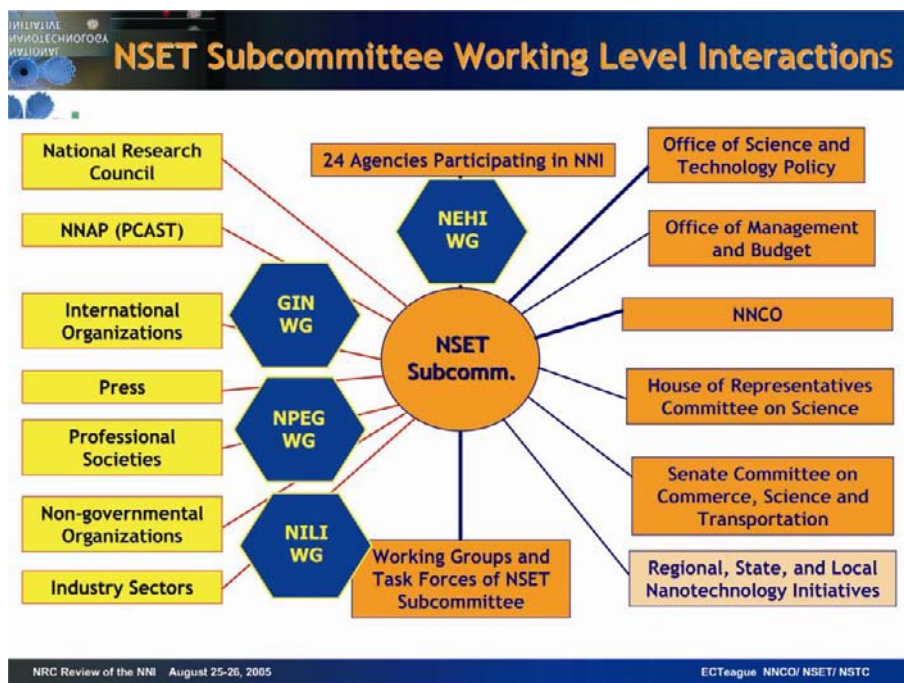 INITIATIVE
NANOTECHNOLOGY
NATIONAL
NSET Subcommittee Working Level Interactions
National Research
Council
NNAP (PCAST)
International
Organizations
Press
Professional
Societies
Non-governmental
Organizations
Industry Sectors
24 Agencies Participating in NNI
NEHI
WG
GIN
WG
NPEG
WG
NILI
WG
NSET
Subcomm.
Working Groups and
Task Forces of NSET
Subcommittee
Office of Science and
Technology Policy
Office of Management
and Budget
NNCO
House of Representatives
Committee on Science
Senate Committee on
Commerce, Science and
Transportation
Regional, State, and Local
Nanotechnology Initiatives
NRC Review of the NNI August 25-26, 2005
ECTeague NNCO/ NSET/ NSTC